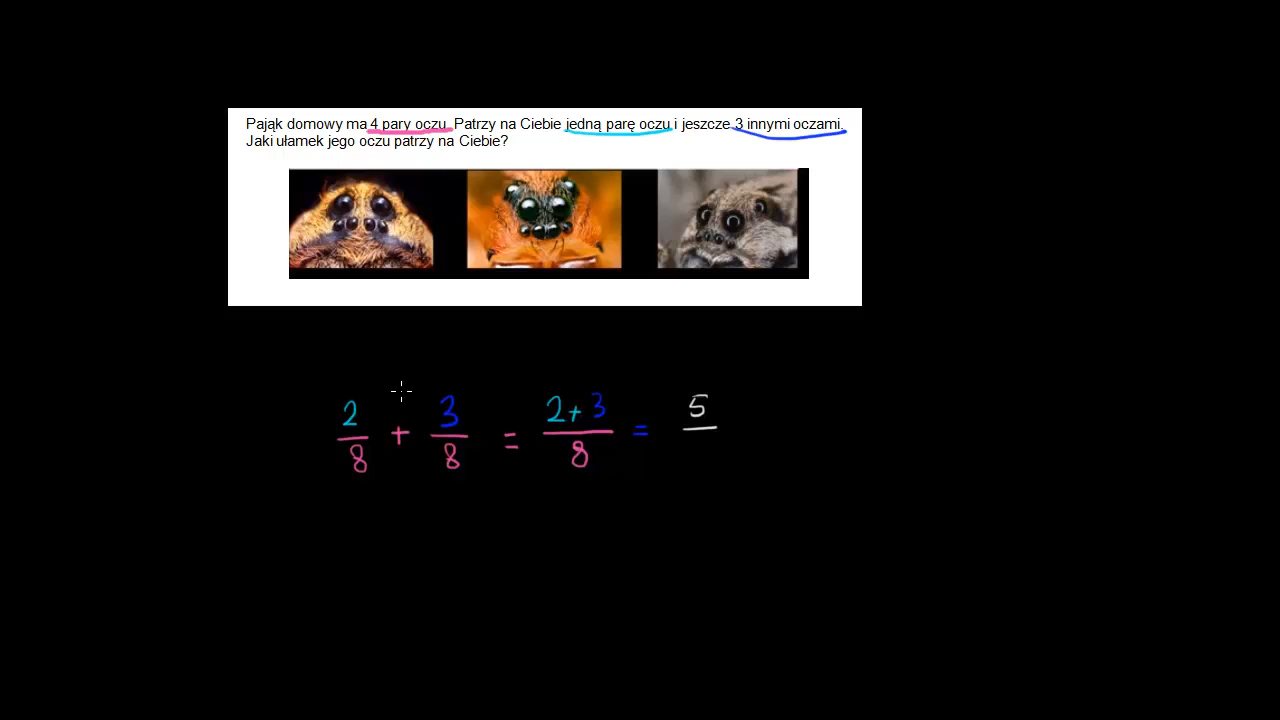 Pająk domowy ma 4 pary oczu. Patrzy na Ciebie jedną parę oczu i jeszcze 3 innymi oczami.
Jaki ułamek jego oczu patrzy na Ciebie?
2/8 + 3/8 = 2+3/8 = 5/